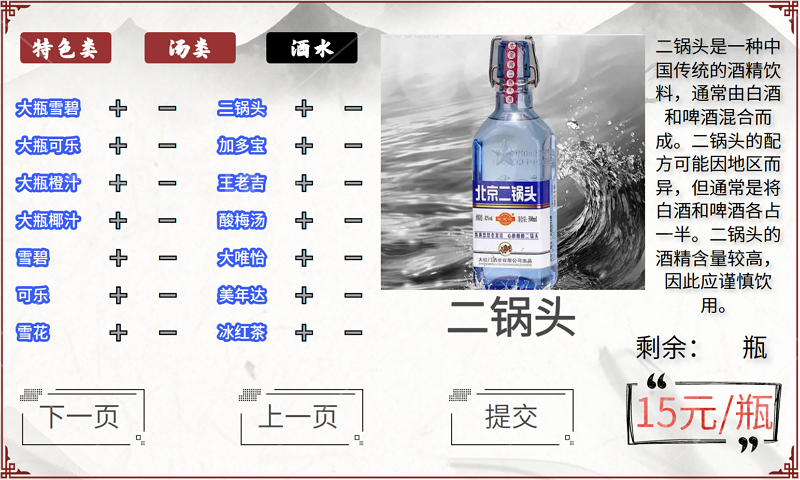 特色类
汤类
酒水
大瓶雪碧 + —
二锅头 + —
大瓶可乐 + —
加多宝 + —
大瓶橙汁 + —
王老吉 + —
大瓶椰汁 + —
酸梅汤 + —
雪碧 + —
大唯怡 + —
可乐 + —
美年达 + —
雪花 + —
冰红茶 + —
北京二锅头
二锅头
二锅头是一种中
国传统的酒精饮
料，通常由白酒
和啤酒混合而
成。二锅头的配
方可能因地区而
异，但通常是将
白酒和啤酒各占
一半。二锅头的
酒精含量较高，
因此应谨慎饮
用。
剩余： 瓶
15元/瓶
下一页
上一页
提交